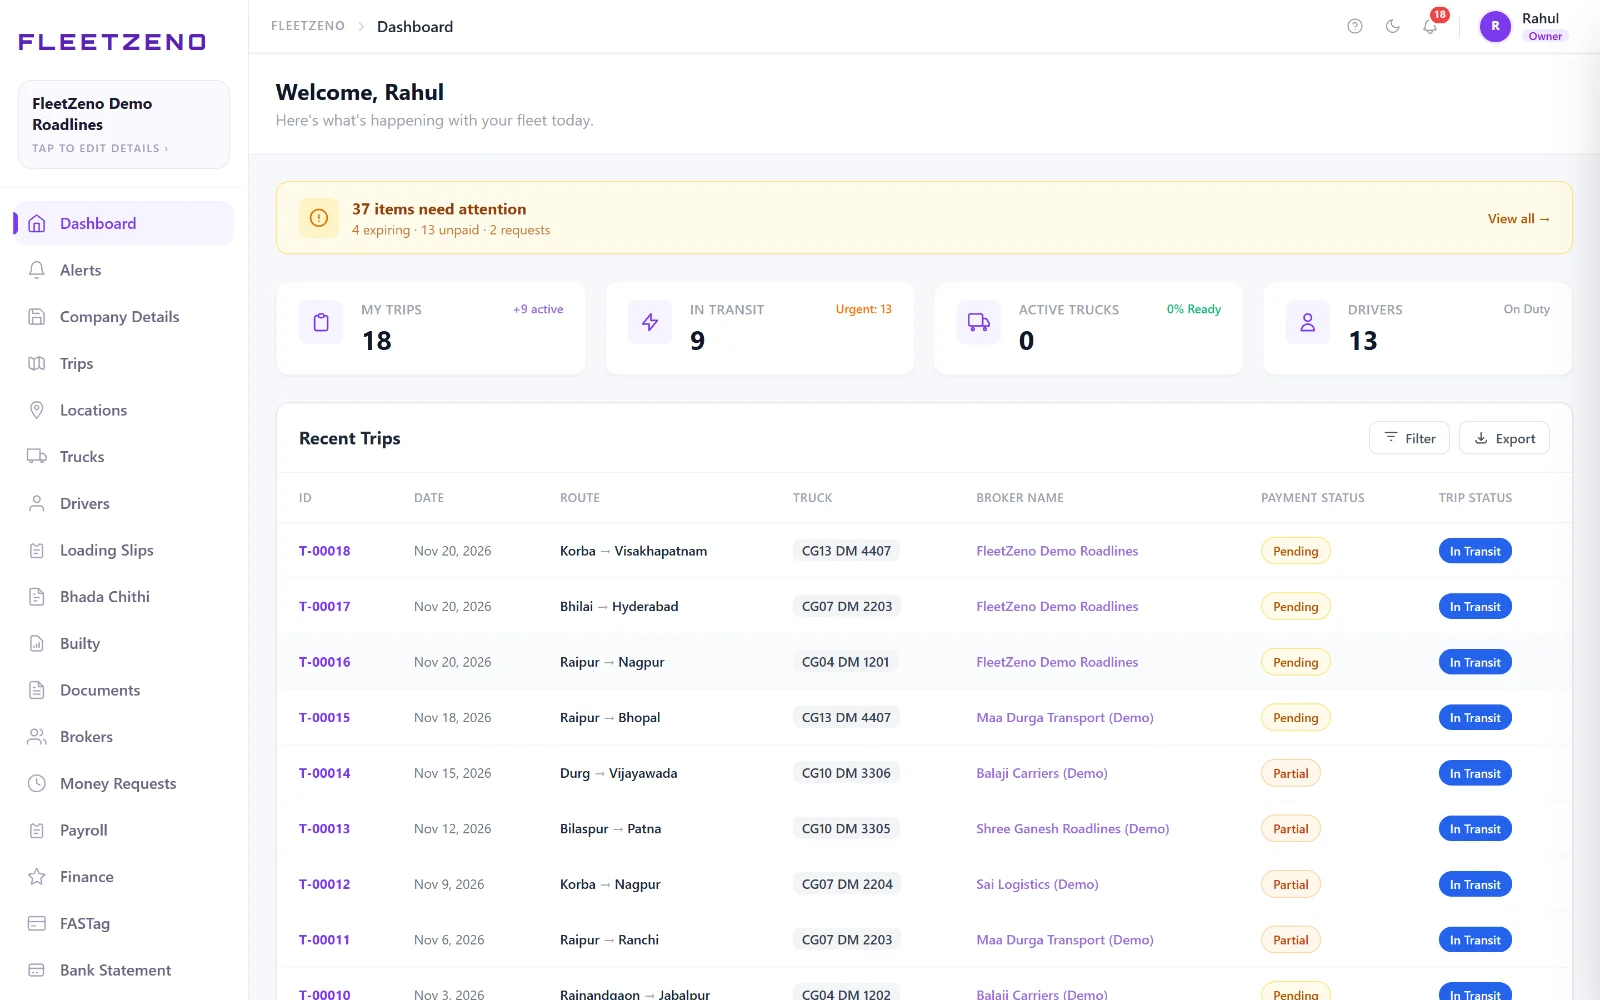 FLEETZENO
FleetZeno Demo
Roadlines
TAP TO EDIT DETAILS ›
Dashboard
Alerts
Company Details
Trips
Locations
Trucks
Drivers
Loading Slips
Bhada Chithi
Builty
Documents
Brokers
Money Requests
Payroll
Finance
FASTag
Bank Statement
FLEETZENO > Dashboard
18
R
Rahul
Owner
Welcome, Rahul
Here's what's happening with your fleet today.
37 items need attention
4 expiring · 13 unpaid · 2 requests
View all →
MY TRIPS +9 active
18
IN TRANSIT Urgent: 13
9
ACTIVE TRUCKS 0% Ready
0
DRIVERS On Duty
13
Recent Trips
Filter
Export
ID DATE ROUTE TRUCK BROKER NAME PAYMENT STATUS TRIP STATUS
T-00018 Nov 20, 2026 Korba → Visakhapatnam CG13 DM 4407 FleetZeno Demo Roadlines Pending In Transit
T-00017 Nov 20, 2026 Bhilai → Hyderabad CG07 DM 2203 FleetZeno Demo Roadlines Pending In Transit
T-00016 Nov 20, 2026 Raipur → Nagpur CG04 DM 1201 FleetZeno Demo Roadlines Pending In Transit
T-00015 Nov 18, 2026 Raipur → Bhopal CG13 DM 4407 Maa Durga Transport (Demo) Pending In Transit
T-00014 Nov 15, 2026 Durg → Vijayawada CG10 DM 3306 Balaji Carriers (Demo) Partial In Transit
T-00013 Nov 12, 2026 Bilaspur → Patna CG10 DM 3305 Shree Ganesh Roadlines (Demo) Partial In Transit
T-00012 Nov 9, 2026 Korba → Nagpur CG07 DM 2204 Sai Logistics (Demo) Partial In Transit
T-00011 Nov 6, 2026 Raipur → Ranchi CG07 DM 2203 Maa Durga Transport (Demo) Partial In Transit
T-00010 Nov 3, 2026 Rajnandgaon → Jabalpur CG04 DM 1202 Balaji Carriers (Demo) Pending In Transit